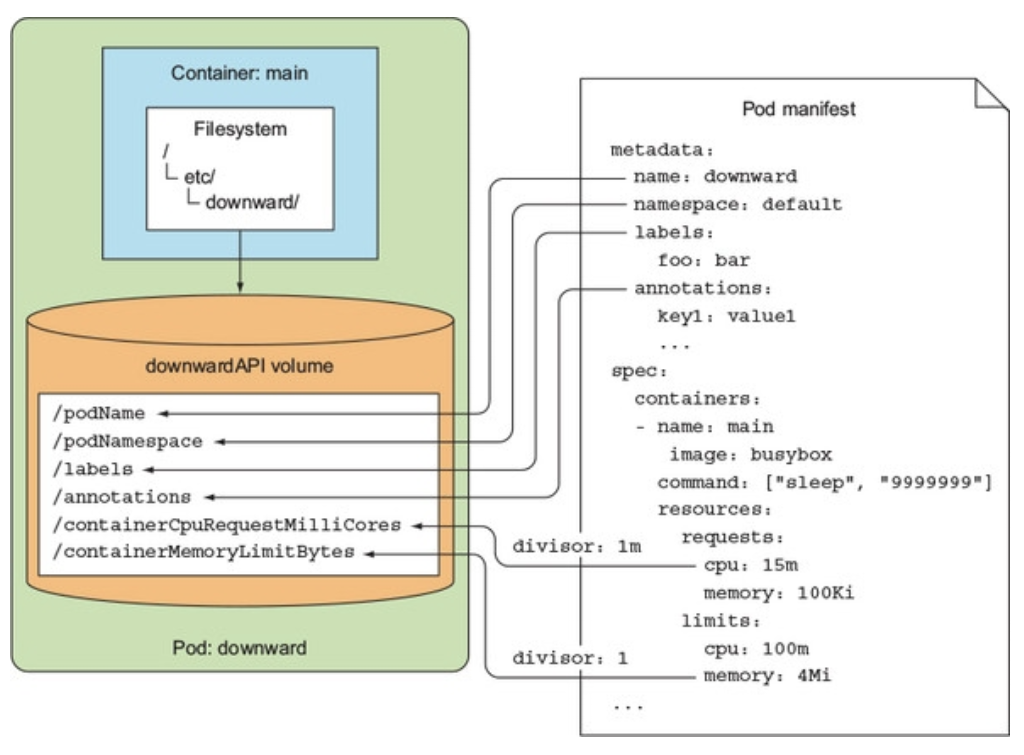 Container: main
Filesystem
/
etc/
downward/
downwardAPI volume
/podName
/podNamespace
/labels
/annotations
/containerCpuRequestMilliCores
/containerMemoryLimitBytes
Pod: downward
divisor: 1m
divisor: 1
Pod manifest
metadata:
name: downward
namespace: default
labels:
foo: bar
annotations:
key1: value1
...
spec:
containers:
- name: main
image: busybox
command: ["sleep", "9999999"]
resources:
requests:
cpu: 15m
memory: 100Ki
limits:
cpu: 100m
memory: 4Mi
...